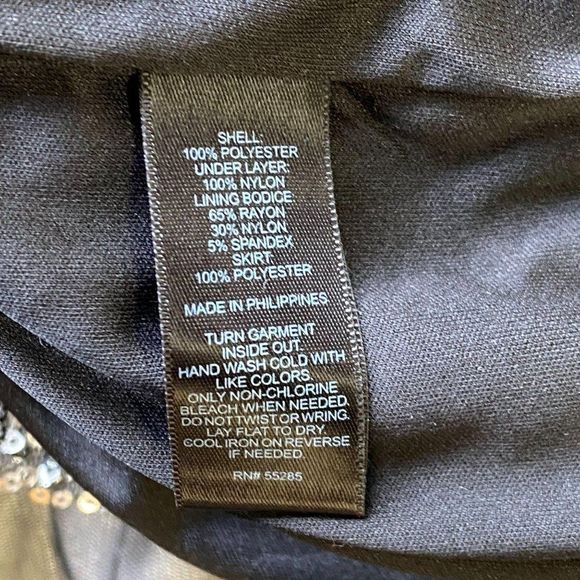 SHELL:
100% POLYESTER
UNDER LAYER:
100% NYLON
LINING BODICE:
65% RAYON
30% NYLON
5% SPANDEX
SKIRT:
100% POLYESTER
MADE IN PHILIPPINES
TURN GARMENT
INSIDE OUT
HAND WASH COLD WITH
LIKE COLORS
ONLY NON-CHLORINE
BLEACH WHEN NEEDED.
DO NOT TWIST OR WRING.
LAY FLAT TO DRY.
COOL IRON ON REVERSE
IF NEEDED
RN# 55285